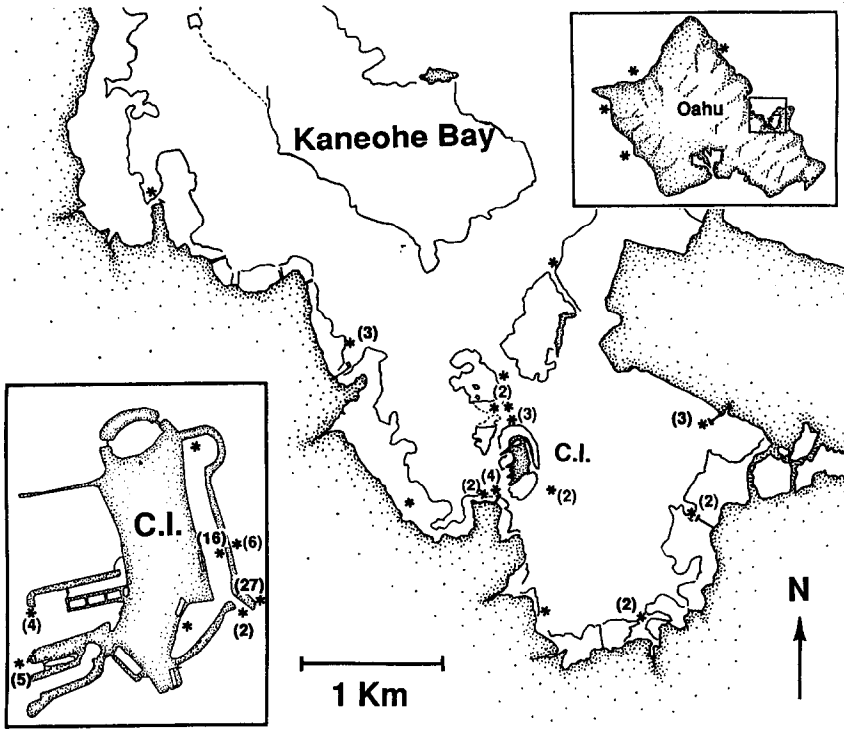 Oahu
Kaneohe Bay
*
(3)
(2)
(3)
C.I.
(3)
(2) (4)
(2)
(2)
(2)
C.I.
(16) (6)
(27)
(4)
(2)
(5)
N
1 Km